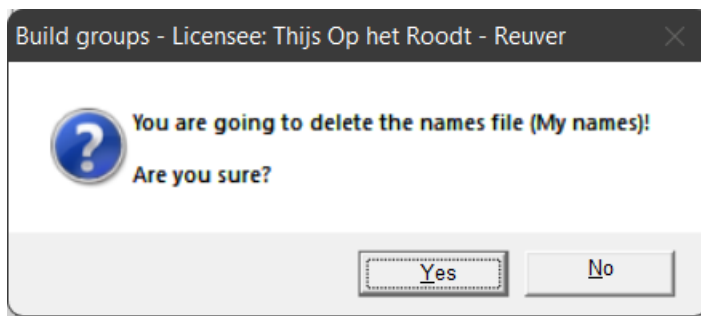 Build groups - Licensee: Thijs Op het Roodt - Reuver
You are going to delete the names file (My names)!
Are you sure?
Yes
No